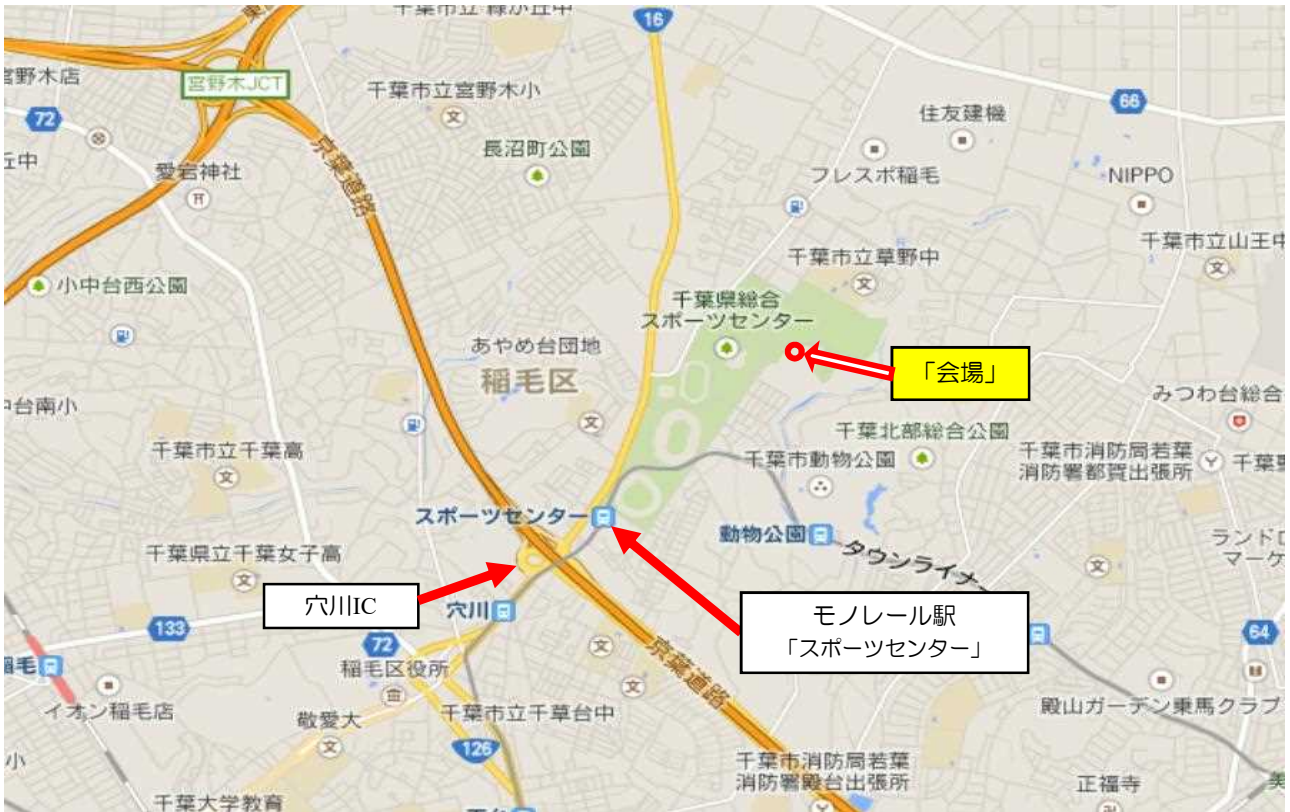 千葉市立緑が丘中
16
宮野木店
宮野木JCT
千葉市立宮野木小
66
72
住友建機
丘中
長沼町公園
愛宕神社
京葉道路
フレスポ稲毛
NIPPO
千葉市立山王中
千葉市立草野中
小中台西公園
千葉県総合
スポーツセンター
あやめ台団地
稲毛区
「会場」
中台南小
みつわ台総合
千葉市立千葉高
千葉北部総合公園
千葉市動物公園
千葉市消防局若葉
消防署都賀出張所
千葉
スポーツセンター
動物公園
タウンライナー
ランドロ
マーケ
千葉県立千葉女子高
穴川IC
穴川
モノレール駅
「スポーツセンター」
133
72
64
稲毛
稲毛区役所
京葉道路
イオン稲毛店
敬愛大
千葉市立千草台中
殿山ガーデン乗馬クラブ
126
千葉市消防局若葉
消防署殿台出張所
小
正福寺
千葉大学教育